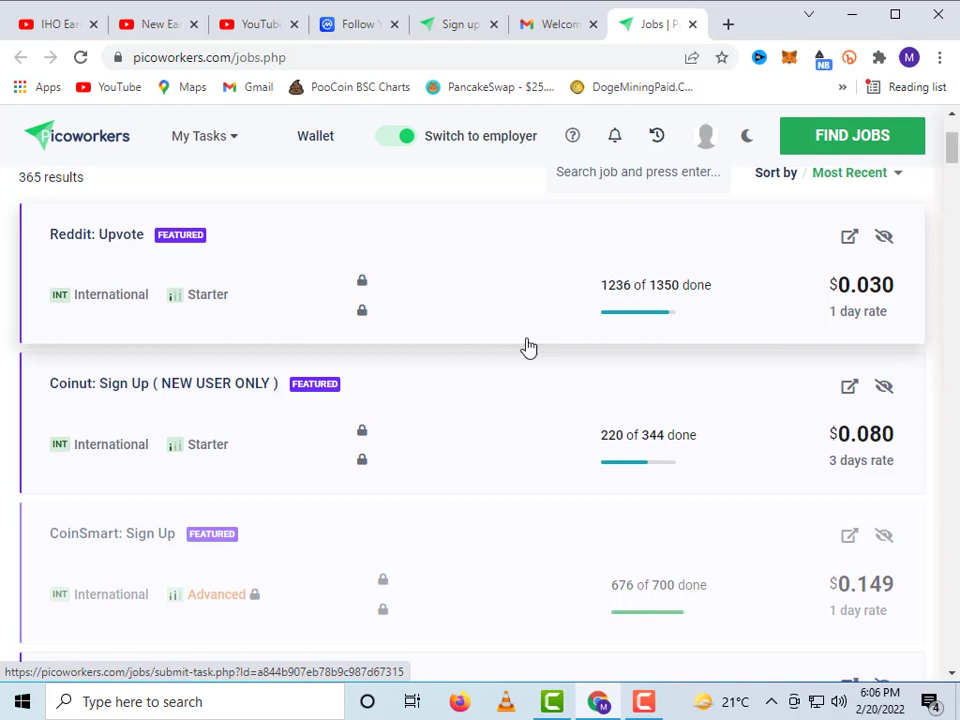 IHO Ear
New Ea
YouTube
Follow
Sign up
Welcom
Jobs | P
picoworkers.com/jobs.php
NB
M
Apps
YouTube
Maps
Gmail
PooCoin BSC Charts
PancakeSwap - $25....
DogeMiningPaid.C...
»
Reading list
Picoworkers
My Tasks
Wallet
Switch to employer
FIND JOBS
365 results
Search job and press enter...
Sort by / Most Recent
Reddit: Upvote FEATURED
INT International Starter
1236 of 1350 done
$0.030
1 day rate
Coinut: Sign Up ( NEW USER ONLY ) FEATURED
INT International Starter
220 of 344 done
$0.080
3 days rate
CoinSmart: Sign Up FEATURED
INT International Advanced
676 of 700 done
$0.149
1 day rate
https://picoworkers.com/jobs/submit-task.php?Id=a844b907eb78b9c987d67315
Type here to search
21°C
6:06 PM
2/20/2022
4